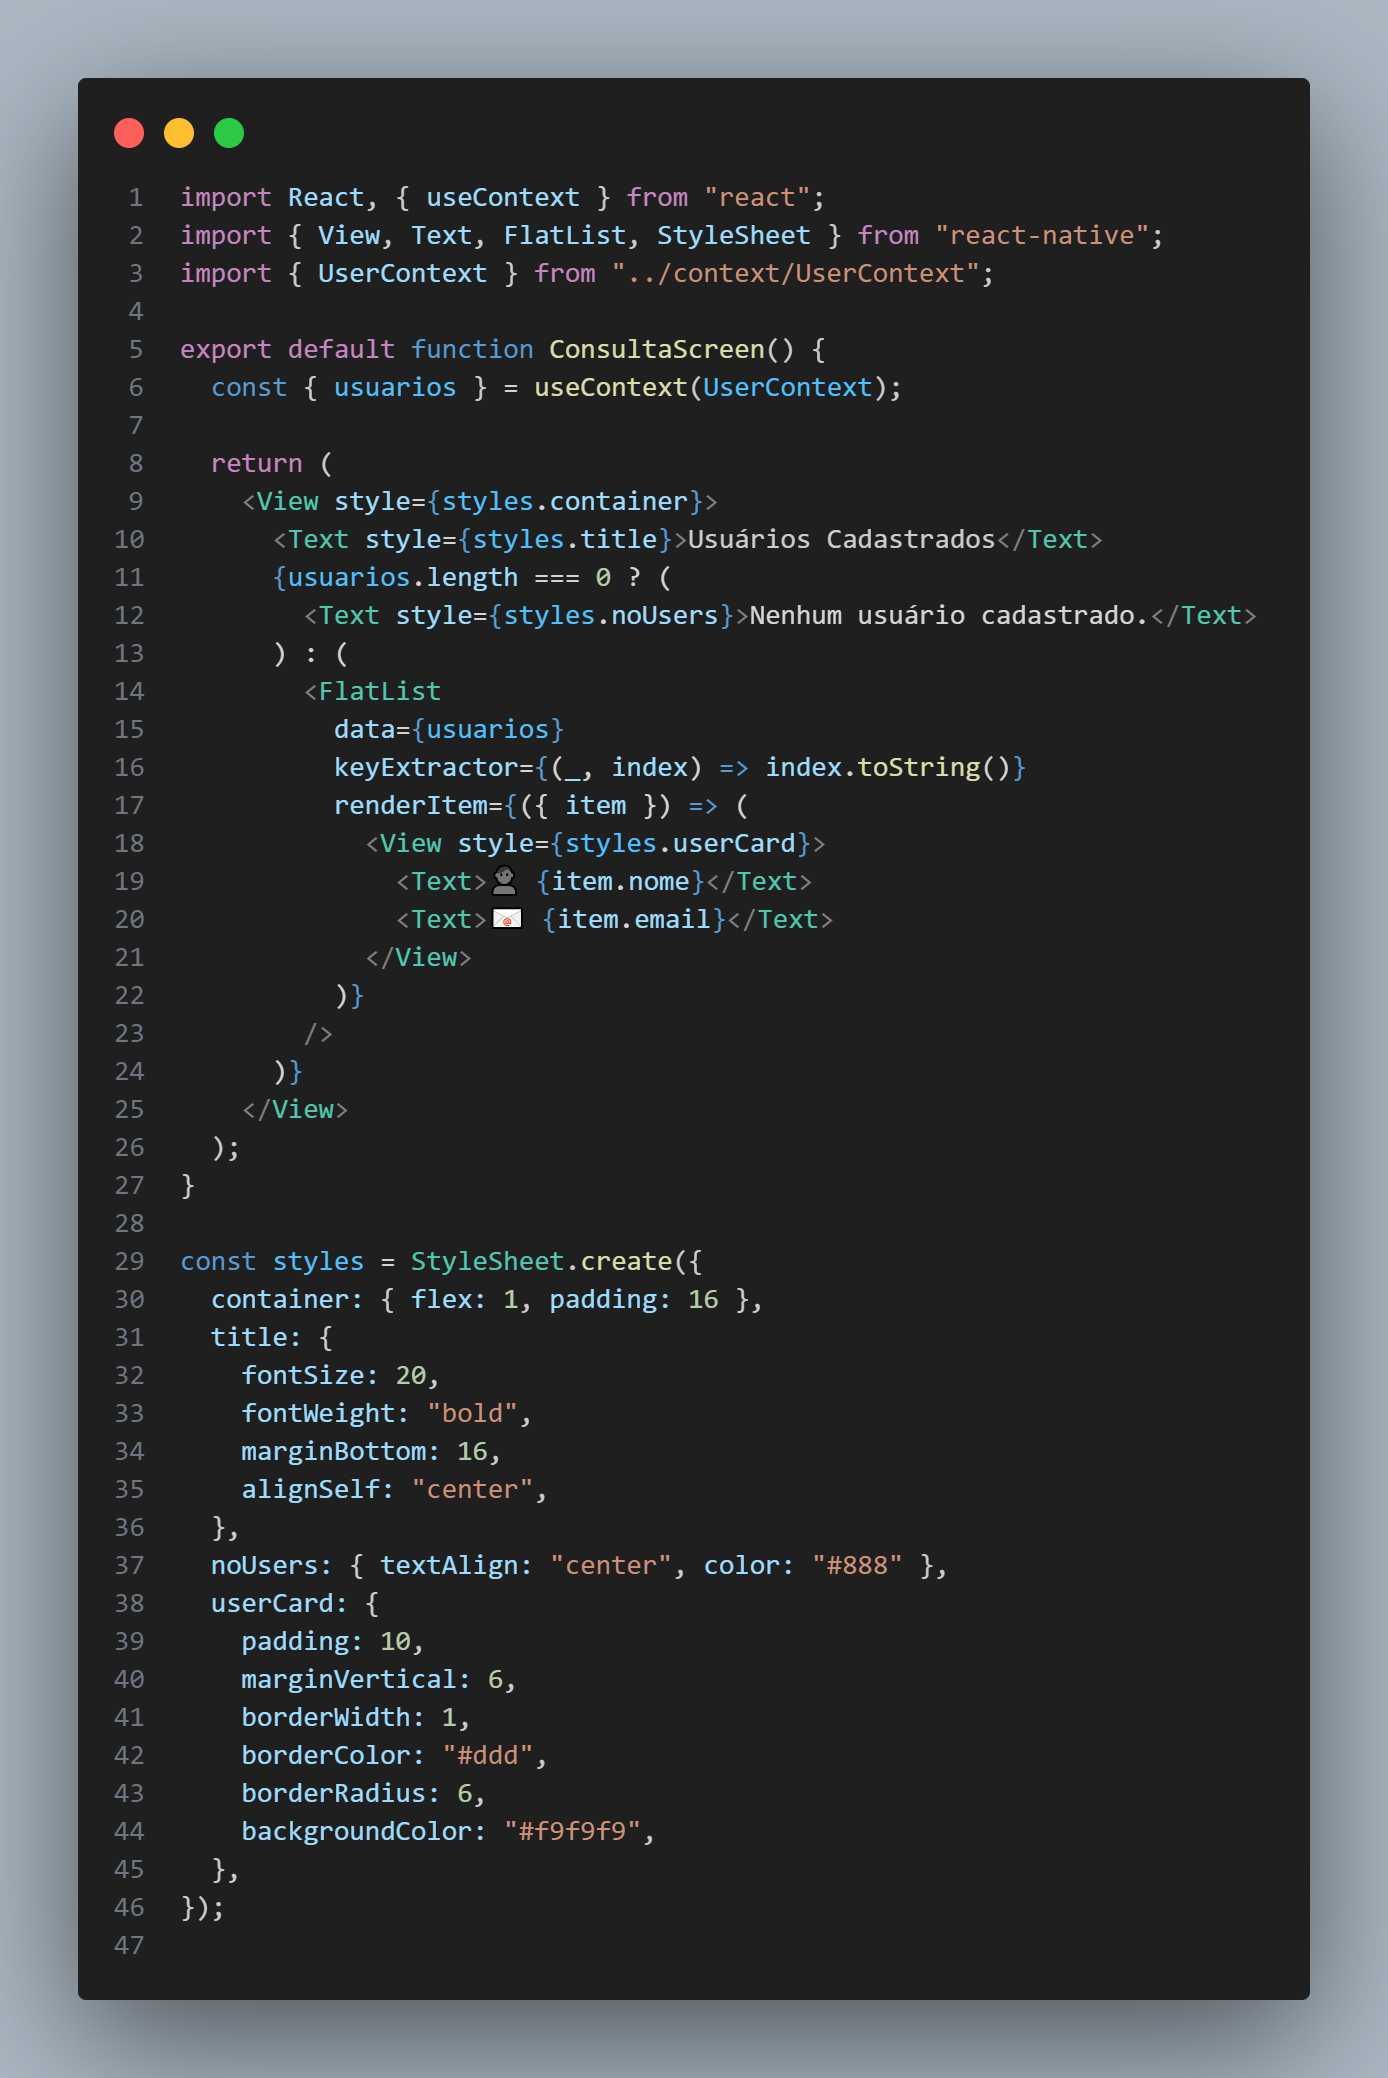 1 import React, { useContext } from "react";
2 import { View, Text, FlatList, StyleSheet } from "react-native";
3 import { UserContext } from "../context/UserContext";
4
5 export default function ConsultaScreen() {
6   const { usuarios } = useContext(UserContext);
7
8   return (
9     <View style={styles.container}>
10       <Text style={styles.title}>Usuários Cadastrados</Text>
11       {usuarios.length === 0 ? (
12         <Text style={styles.noUsers}>Nenhum usuário cadastrado.</Text>
13       ) : (
14         <FlatList
15           data={usuarios}
16           keyExtractor={(_, index) => index.toString()}
17           renderItem={({ item }) => (
18             <View style={styles.userCard}>
19               <Text>👤 {item.nome}</Text>
20               <Text>📧 {item.email}</Text>
21             </View>
22           )}
23         />
24       )}
25     </View>
26   );
27 }
28
29 const styles = StyleSheet.create({
30   container: { flex: 1, padding: 16 },
31   title: {
32     fontSize: 20,
33     fontWeight: "bold",
34     marginBottom: 16,
35     alignSelf: "center",
36   },
37   noUsers: { textAlign: "center", color: "#888" },
38   userCard: {
39     padding: 10,
40     marginVertical: 6,
41     borderWidth: 1,
42     borderColor: "#ddd",
43     borderRadius: 6,
44     backgroundColor: "#f9f9f9",
45   },
46 });
47